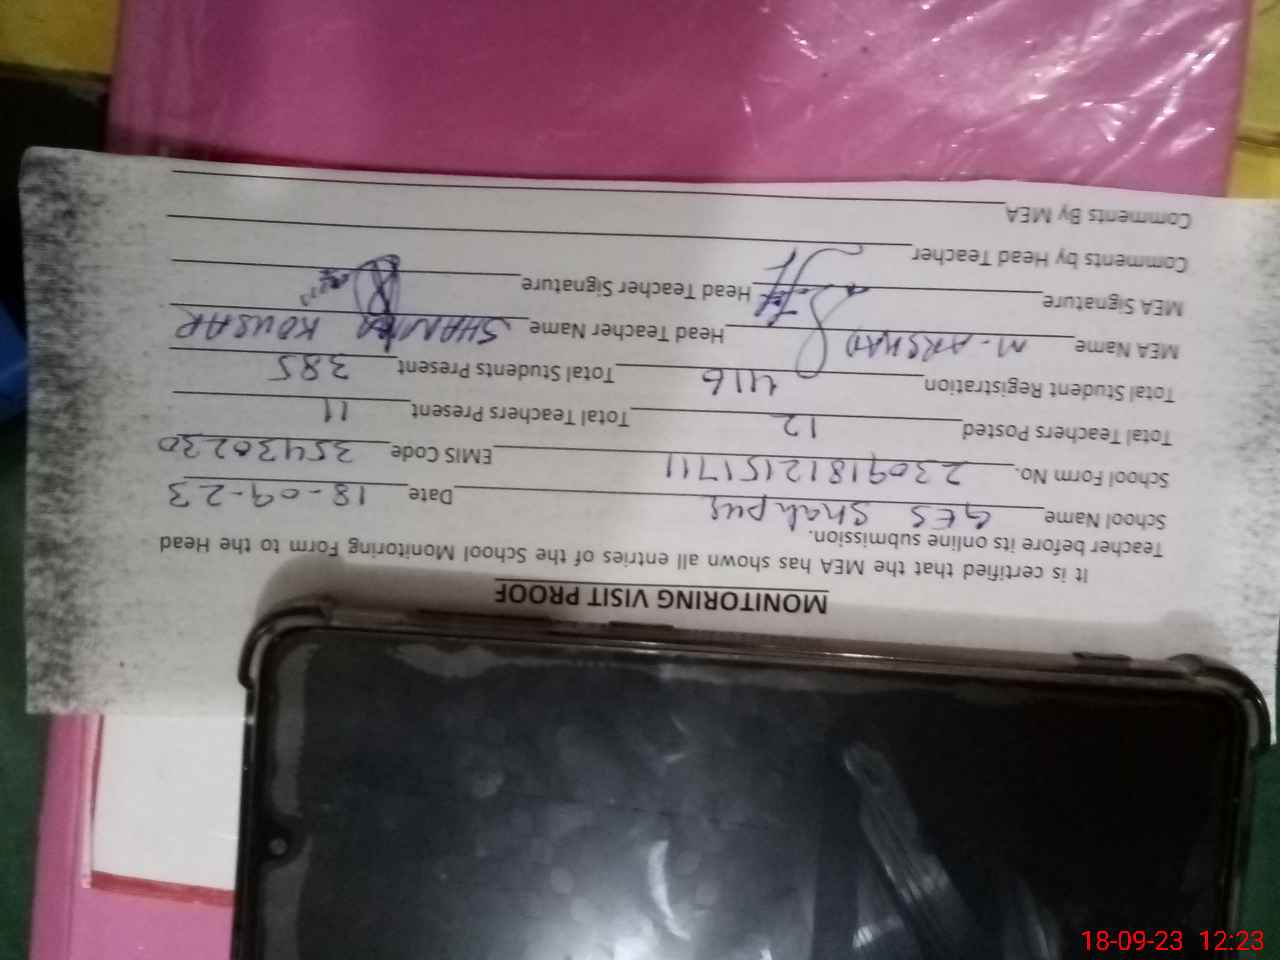 MONITORING VISIT PROOF
It is certified that the MEA has shown all entries of the School Monitoring Form to the Head
Teacher before its online submission.
School Name GES Shahpur Date 18-09-23
School Form No. 23091812151711 EMIS Code 35430230
Total Teachers Posted 12 Total Teachers Present 11
Total Student Registration 416 Total Students Present 385
MEA Name M-ARSHAD Head Teacher Name SHAMIRA KOUSAR
MEA Signature Head Teacher Signature
Comments by Head Teacher
Comments By MEA
18-09-23 12:23